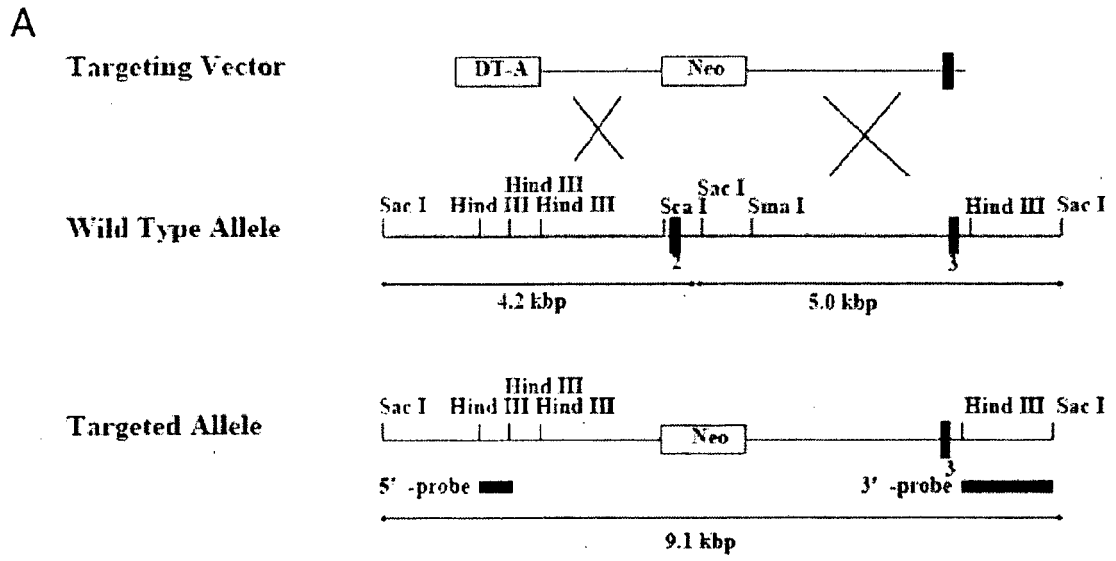 A
Targeting Vector
DT-A
Neo
Wild Type Allele
Sac I
Hind III
Hind III
Hind III
Sca I
Sac I
Sma I
Hind III
Sac I
2
3
4.2 kbp
5.0 kbp
Targeted Allele
Sac I
Hind III
Hind III
Hind III
Neo
Hind III
Sac I
3
5' -probe
3' -probe
9.1 kbp